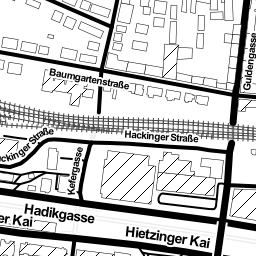 Guldengasse
Baumgartenstraße
Hackinger Straße
ckinger Straße
Kefergasse
Hadikgasse
er Kai
Hietzinger Kai